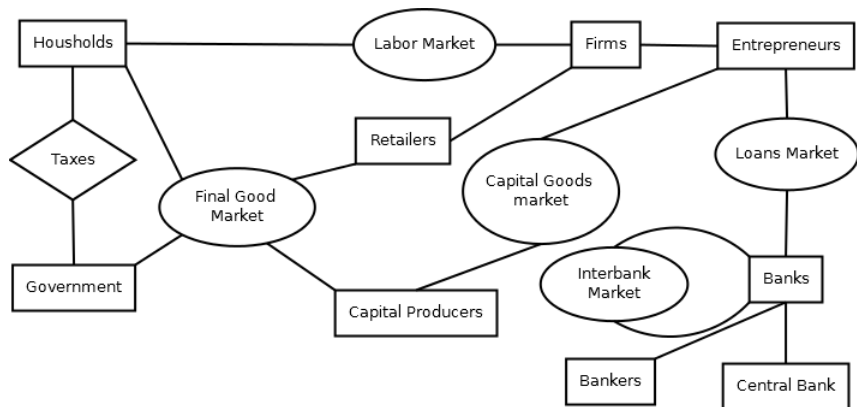 Housholds
Labor Market
Firms
Entrepreneurs
Retailers
Taxes
Loans Market
Final Good
Market
Capital Goods
market
Government
Interbank
Market
Banks
Capital Producers
Bankers
Central Bank